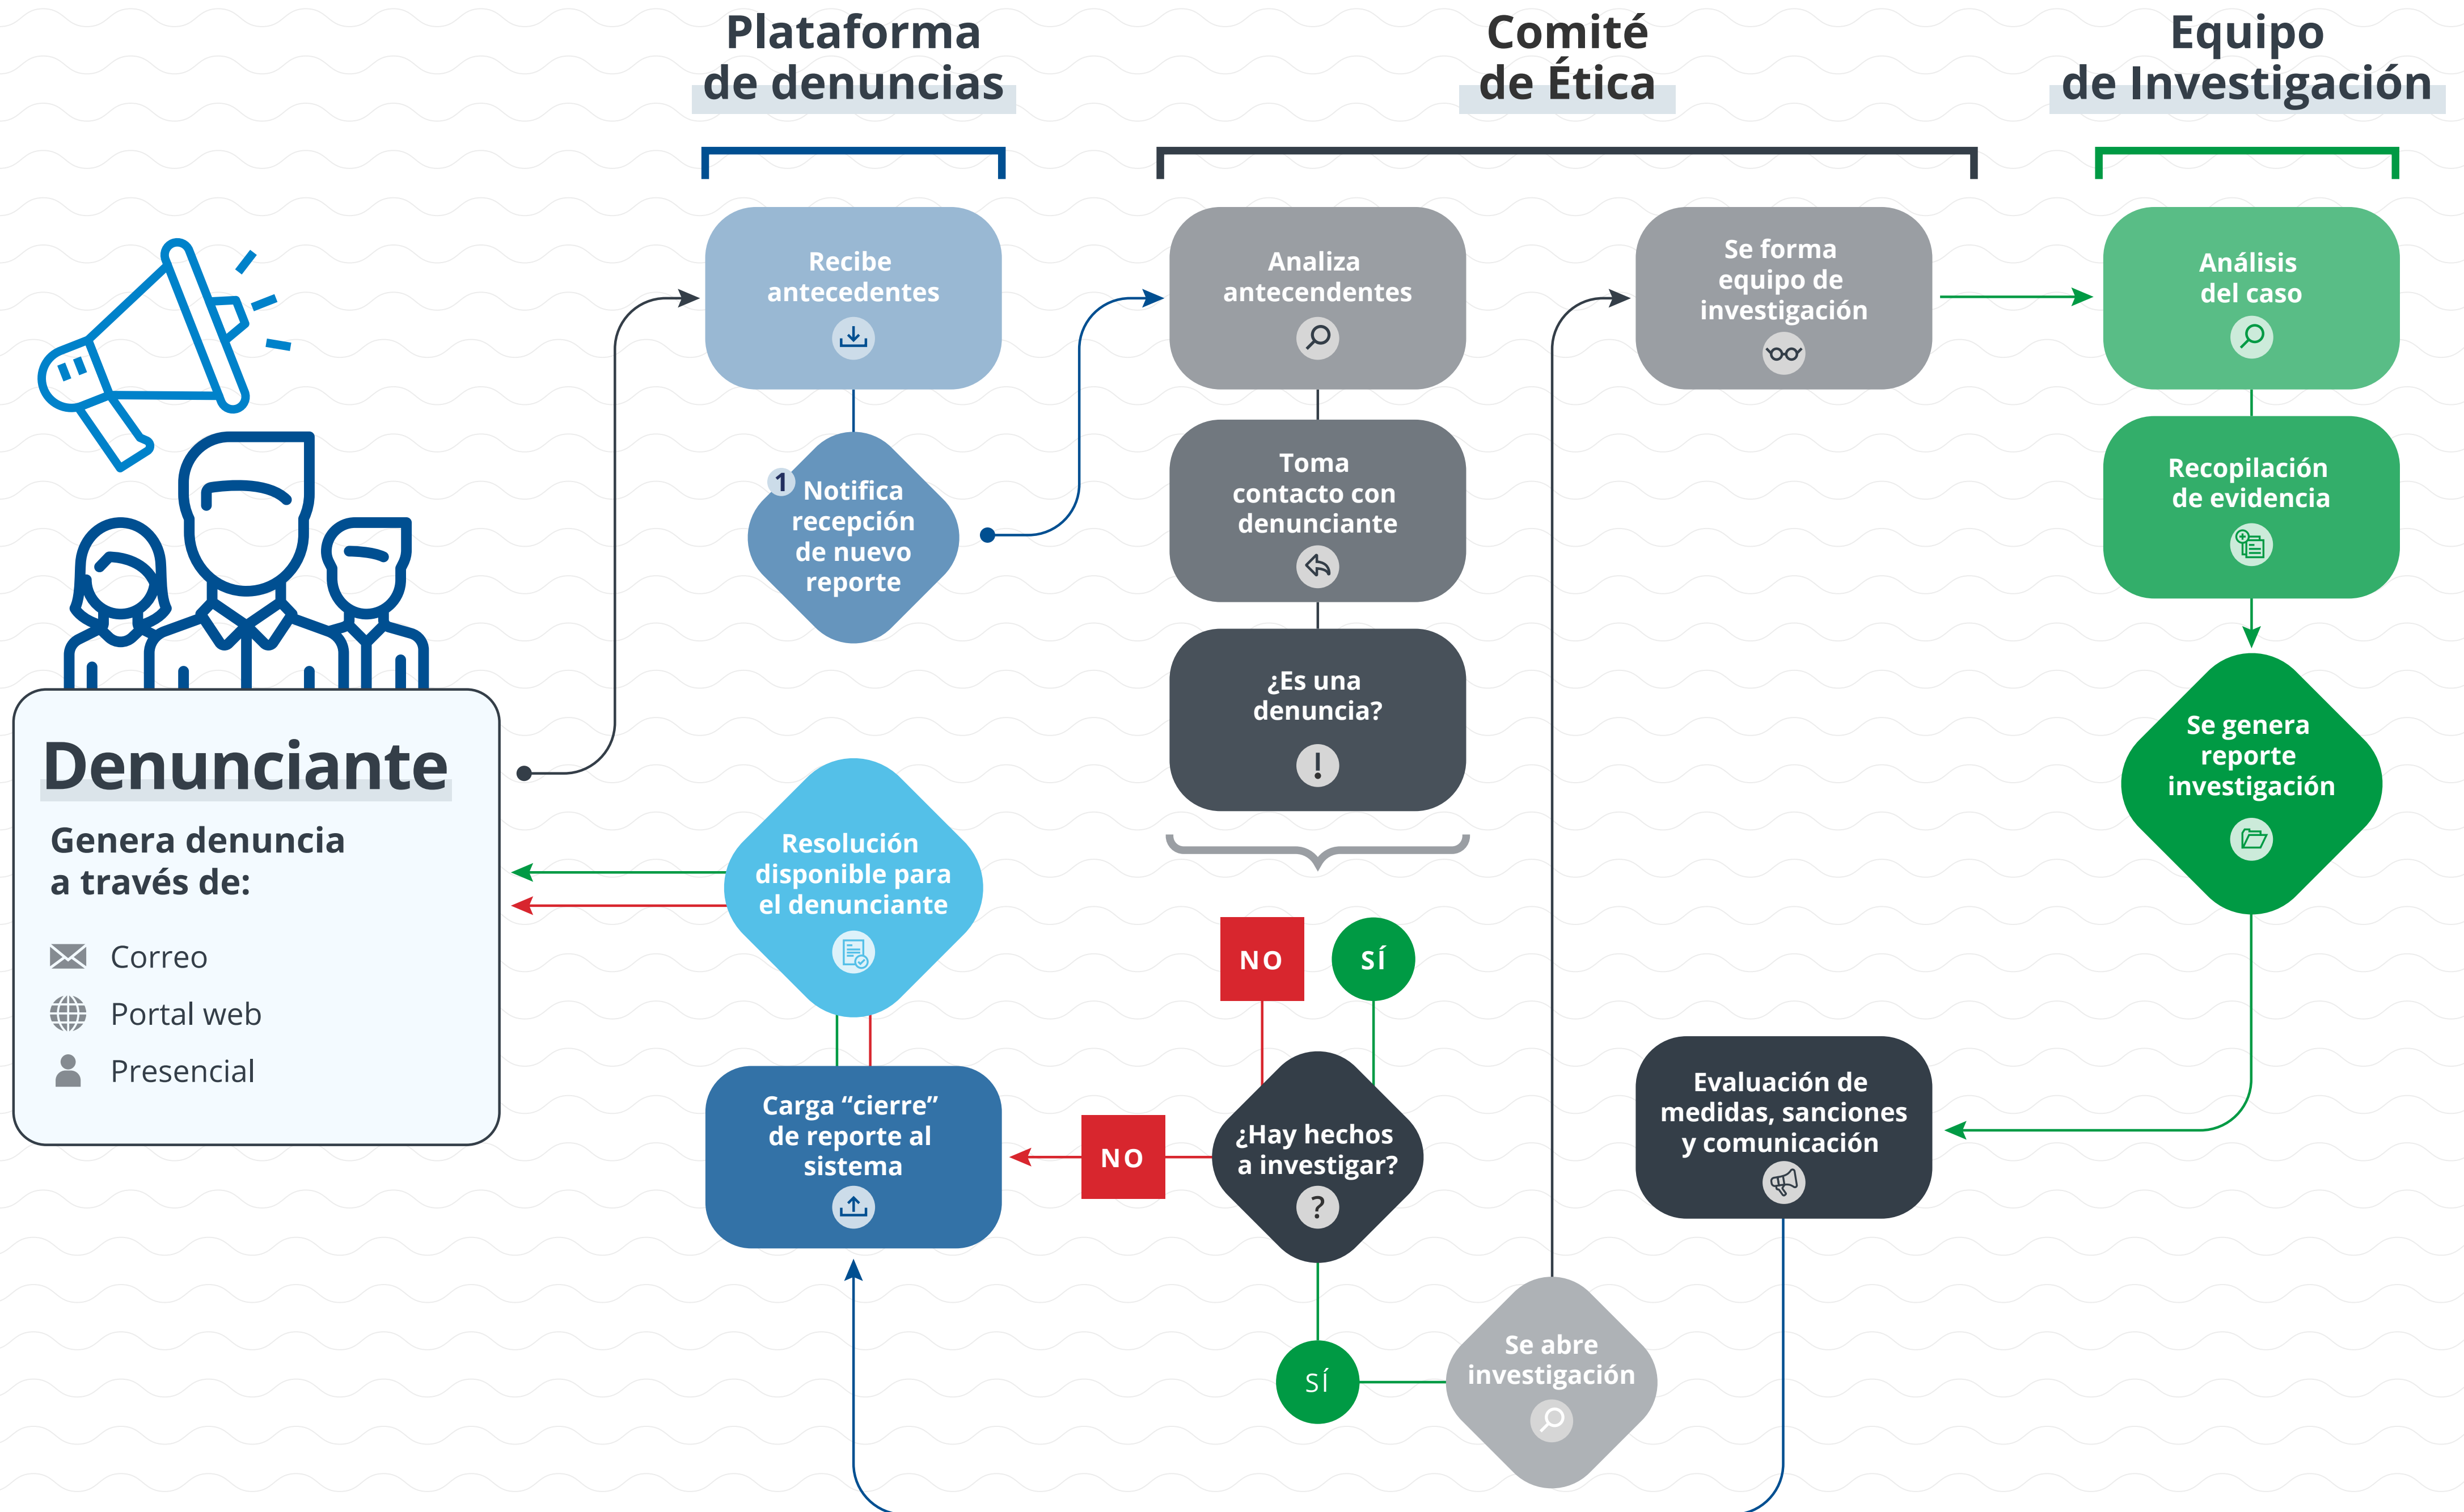 Plataforma
de denuncias
Comité
de Ética
Equipo
de Investigación
Denunciante
Genera denuncia
a través de:
Correo
Portal web
Presencial
Recibe
antecedentes
1
Notifica
recepción
de nuevo
reporte
Resolución
disponible para
el denunciante
Carga “cierre”
de reporte al
sistema
Analiza
antecendentes
Toma
contacto con
denunciante
¿Es una
denuncia?
!
NO
SÍ
¿Hay hechos
a investigar?
?
NO
SÍ
Se abre
investigación
Se forma
equipo de
investigación
Evaluación de
medidas, sanciones
y comunicación
Análisis
del caso
Recopilación
de evidencia
Se genera
reporte
investigación